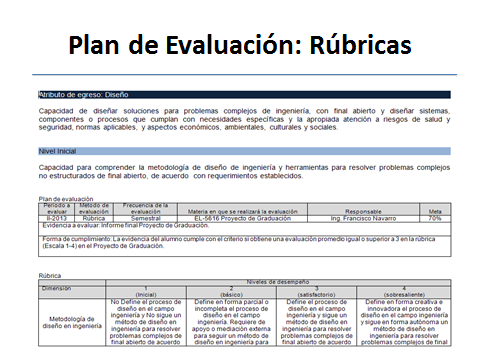 Plan de Evaluación: Rúbricas
Atributo de egreso: Diseño
Capacidad de diseñar soluciones para problemas complejos de ingeniería, con final abierto y diseñar sistemas,
componentes o procesos que cumplan con necesidades específicas y la apropiada atención a riesgos de salud y
seguridad, normas aplicables, y aspectos económicos, ambientales, culturales y sociales.
Nivel Inicial
Capacidad para comprender la metodología de diseño de ingeniería y herramientas para resolver problemas complejos
no estructurados de final abierto, de acuerdo con requerimientos establecidos.
Plan de evaluación
Periodo a evaluar Método de evaluación Frecuencia de la evaluación Materia en que se realizará la evaluación Responsable Meta
II-2013 Rúbrica Semestral EL-5616 Proyecto de Graduación Ing. Francisco Navarro 70%
Evidencia a evaluar: Informe final Proyecto de Graduación.
Forma de cumplimiento: La evidencia del alumno cumple con el criterio si obtiene una evaluación promedio igual o superior a 3 en la rúbrica
(Escala 1-4) en el Proyecto de Graduación.
Rúbrica
Niveles de desempeño
Dimensión 1 2 3 4
(Inicial) (básico) (satisfactorio) (sobresaliente)
Metodología de diseño en ingeniería
No Define el proceso de
diseño en el campo
ingeniería y No sigue un
método de diseño en
ingeniería para resolver
problemas complejos de
final abierto de acuerdo
Define en forma parcial o
incompleta el proceso de
diseño en el campo
ingeniería. Requiere de
apoyo o mediación externa
para seguir un método de
diseño en ingeniería para
Define el proceso de
diseño en el campo
ingeniería y sigue un
método de diseño en
ingeniería para resolver
problemas complejos de
final abierto de acuerdo
Define en forma creativa e
innovadora el proceso de
diseño en el campo ingeniería
y sigue en forma autónoma un
método de diseño en
ingeniería para resolver
problemas complejos de final